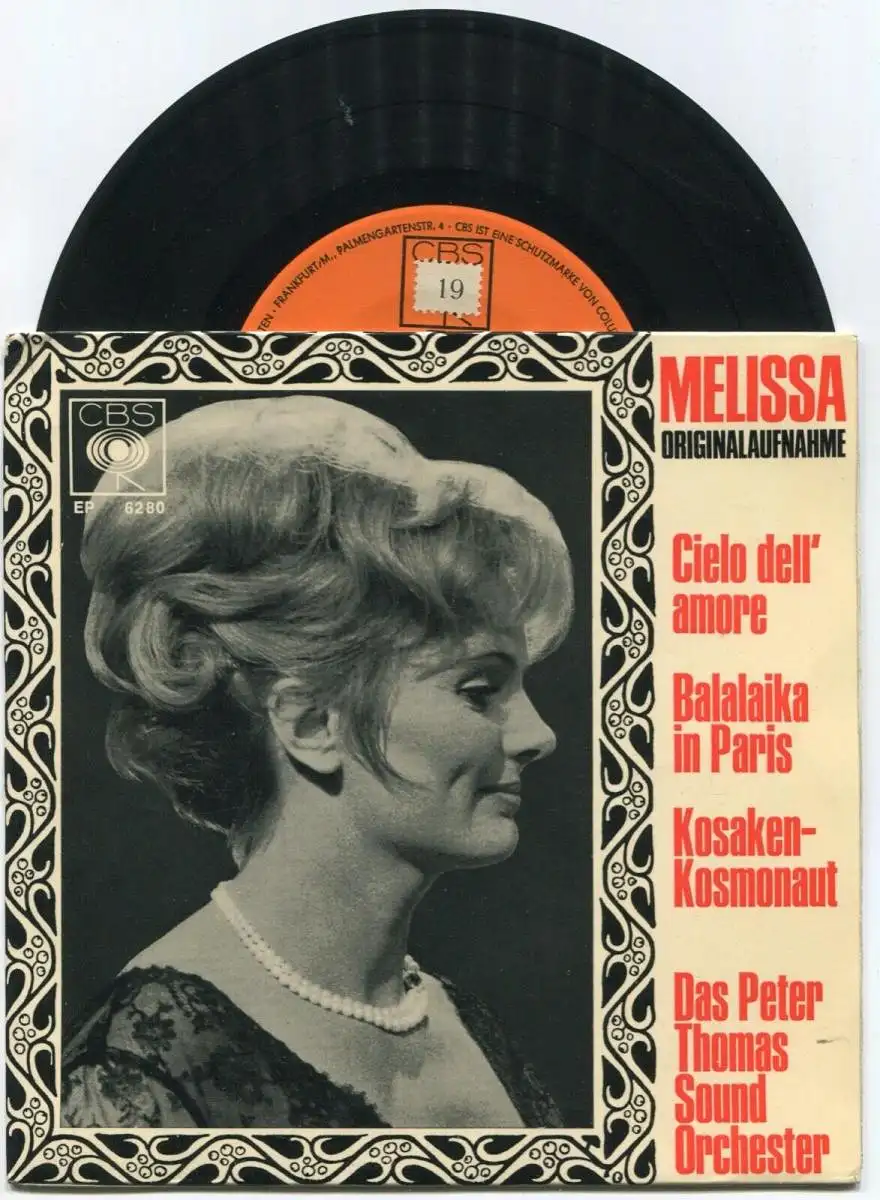 TEN · FRANKFURT/M., PALMENGARTENSTR. 4 · CBS IST EINE SCHUTZMARKE VON COLU
CBS
19
CBS
EP 6280
MELISSA
ORIGINALAUFNAHME
Cielo dell'
amore
Balalaika
in Paris
Kosaken-
Kosmonaut
Das Peter
Thomas
Sound
Orchester